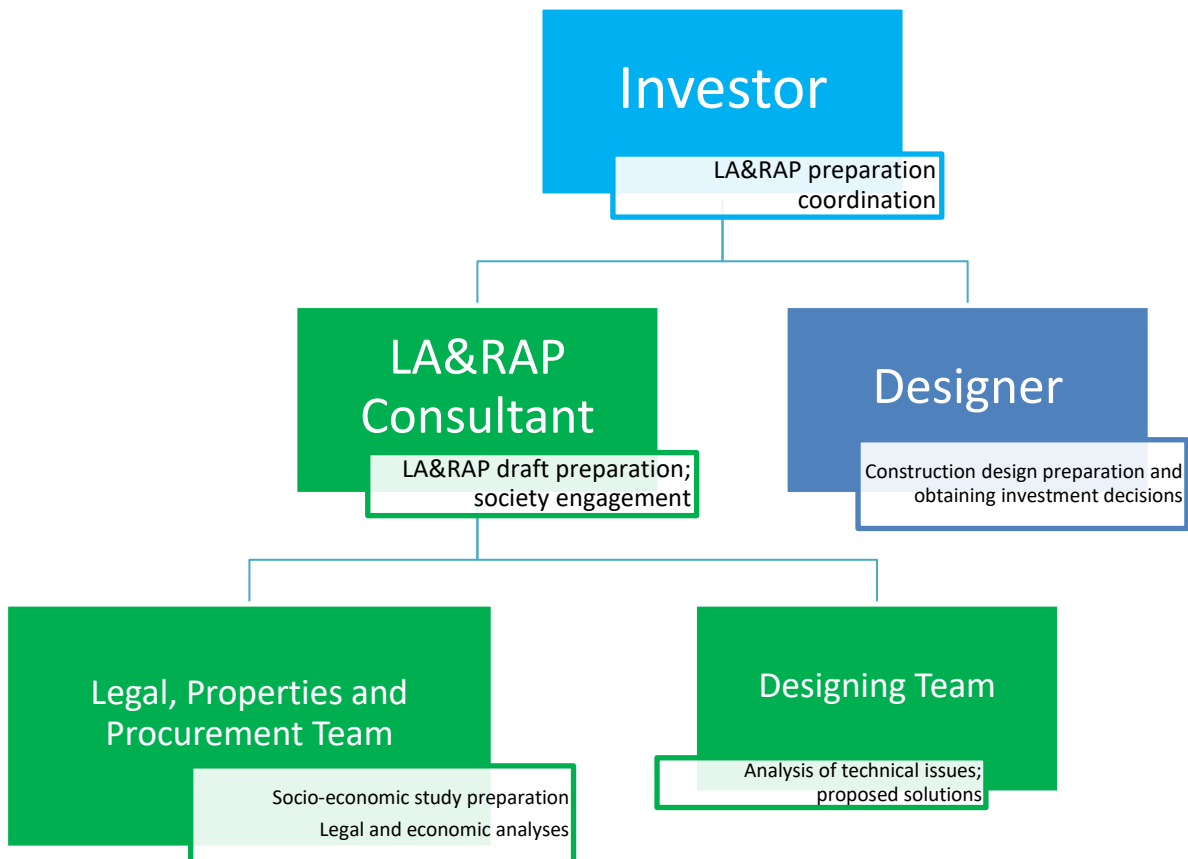 Investor
LA&RAP preparation
coordination
LA&RAP
Consultant
LA&RAP draft preparation;
society engagement
Designer
Construction design preparation and
obtaining investment decisions
Legal, Properties and
Procurement Team
Socio-economic study preparation
Legal and economic analyses
Designing Team
Analysis of technical issues;
proposed solutions